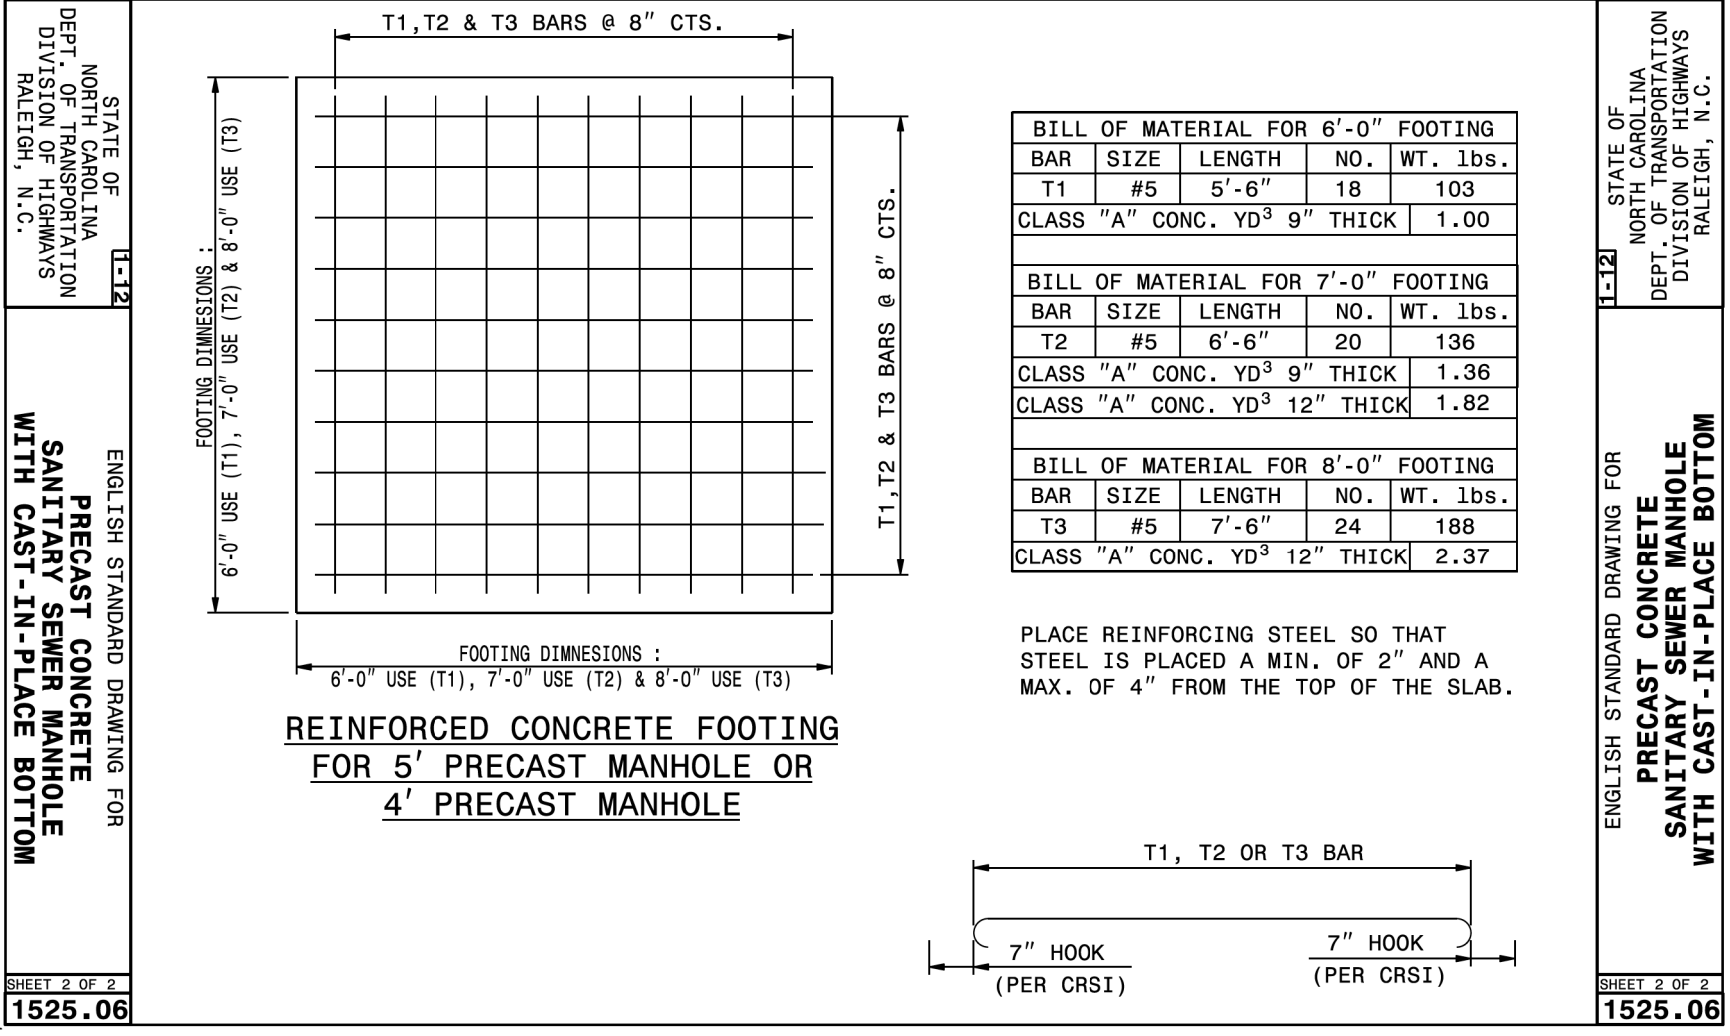 STATE OF
NORTH CAROLINA
DEPT. OF TRANSPORTATION
DIVISION OF HIGHWAYS
RALEIGH, N.C.
1-12
ENGLISH STANDARD DRAWING FOR
PRECAST CONCRETE
SANITARY SEWER MANHOLE
WITH CAST-IN-PLACE BOTTOM
SHEET 2 OF 2
1525.06
T1,T2 & T3 BARS @ 8" CTS.
FOOTING DIMNESIONS :
6'-0" USE (T1), 7'-0" USE (T2) & 8'-0" USE (T3)
T1,T2 & T3 BARS @ 8" CTS.
FOOTING DIMNESIONS :
6'-0" USE (T1), 7'-0" USE (T2) & 8'-0" USE (T3)
REINFORCED CONCRETE FOOTING
FOR 5' PRECAST MANHOLE OR
4' PRECAST MANHOLE
BILL OF MATERIAL FOR 6'-0" FOOTING
BAR SIZE LENGTH NO. WT. lbs.
T1 #5 5'-6" 18 103
CLASS "A" CONC. YD³ 9" THICK 1.00
BILL OF MATERIAL FOR 7'-0" FOOTING
BAR SIZE LENGTH NO. WT. lbs.
T2 #5 6'-6" 20 136
CLASS "A" CONC. YD³ 9" THICK 1.36
CLASS "A" CONC. YD³ 12" THICK 1.82
BILL OF MATERIAL FOR 8'-0" FOOTING
BAR SIZE LENGTH NO. WT. lbs.
T3 #5 7'-6" 24 188
CLASS "A" CONC. YD³ 12" THICK 2.37
PLACE REINFORCING STEEL SO THAT
STEEL IS PLACED A MIN. OF 2" AND A
MAX. OF 4" FROM THE TOP OF THE SLAB.
T1, T2 OR T3 BAR
7" HOOK
(PER CRSI)
7" HOOK
(PER CRSI)
STATE OF
NORTH CAROLINA
DEPT. OF TRANSPORTATION
DIVISION OF HIGHWAYS
RALEIGH, N.C.
1-12
ENGLISH STANDARD DRAWING FOR
PRECAST CONCRETE
SANITARY SEWER MANHOLE
WITH CAST-IN-PLACE BOTTOM
SHEET 2 OF 2
1525.06